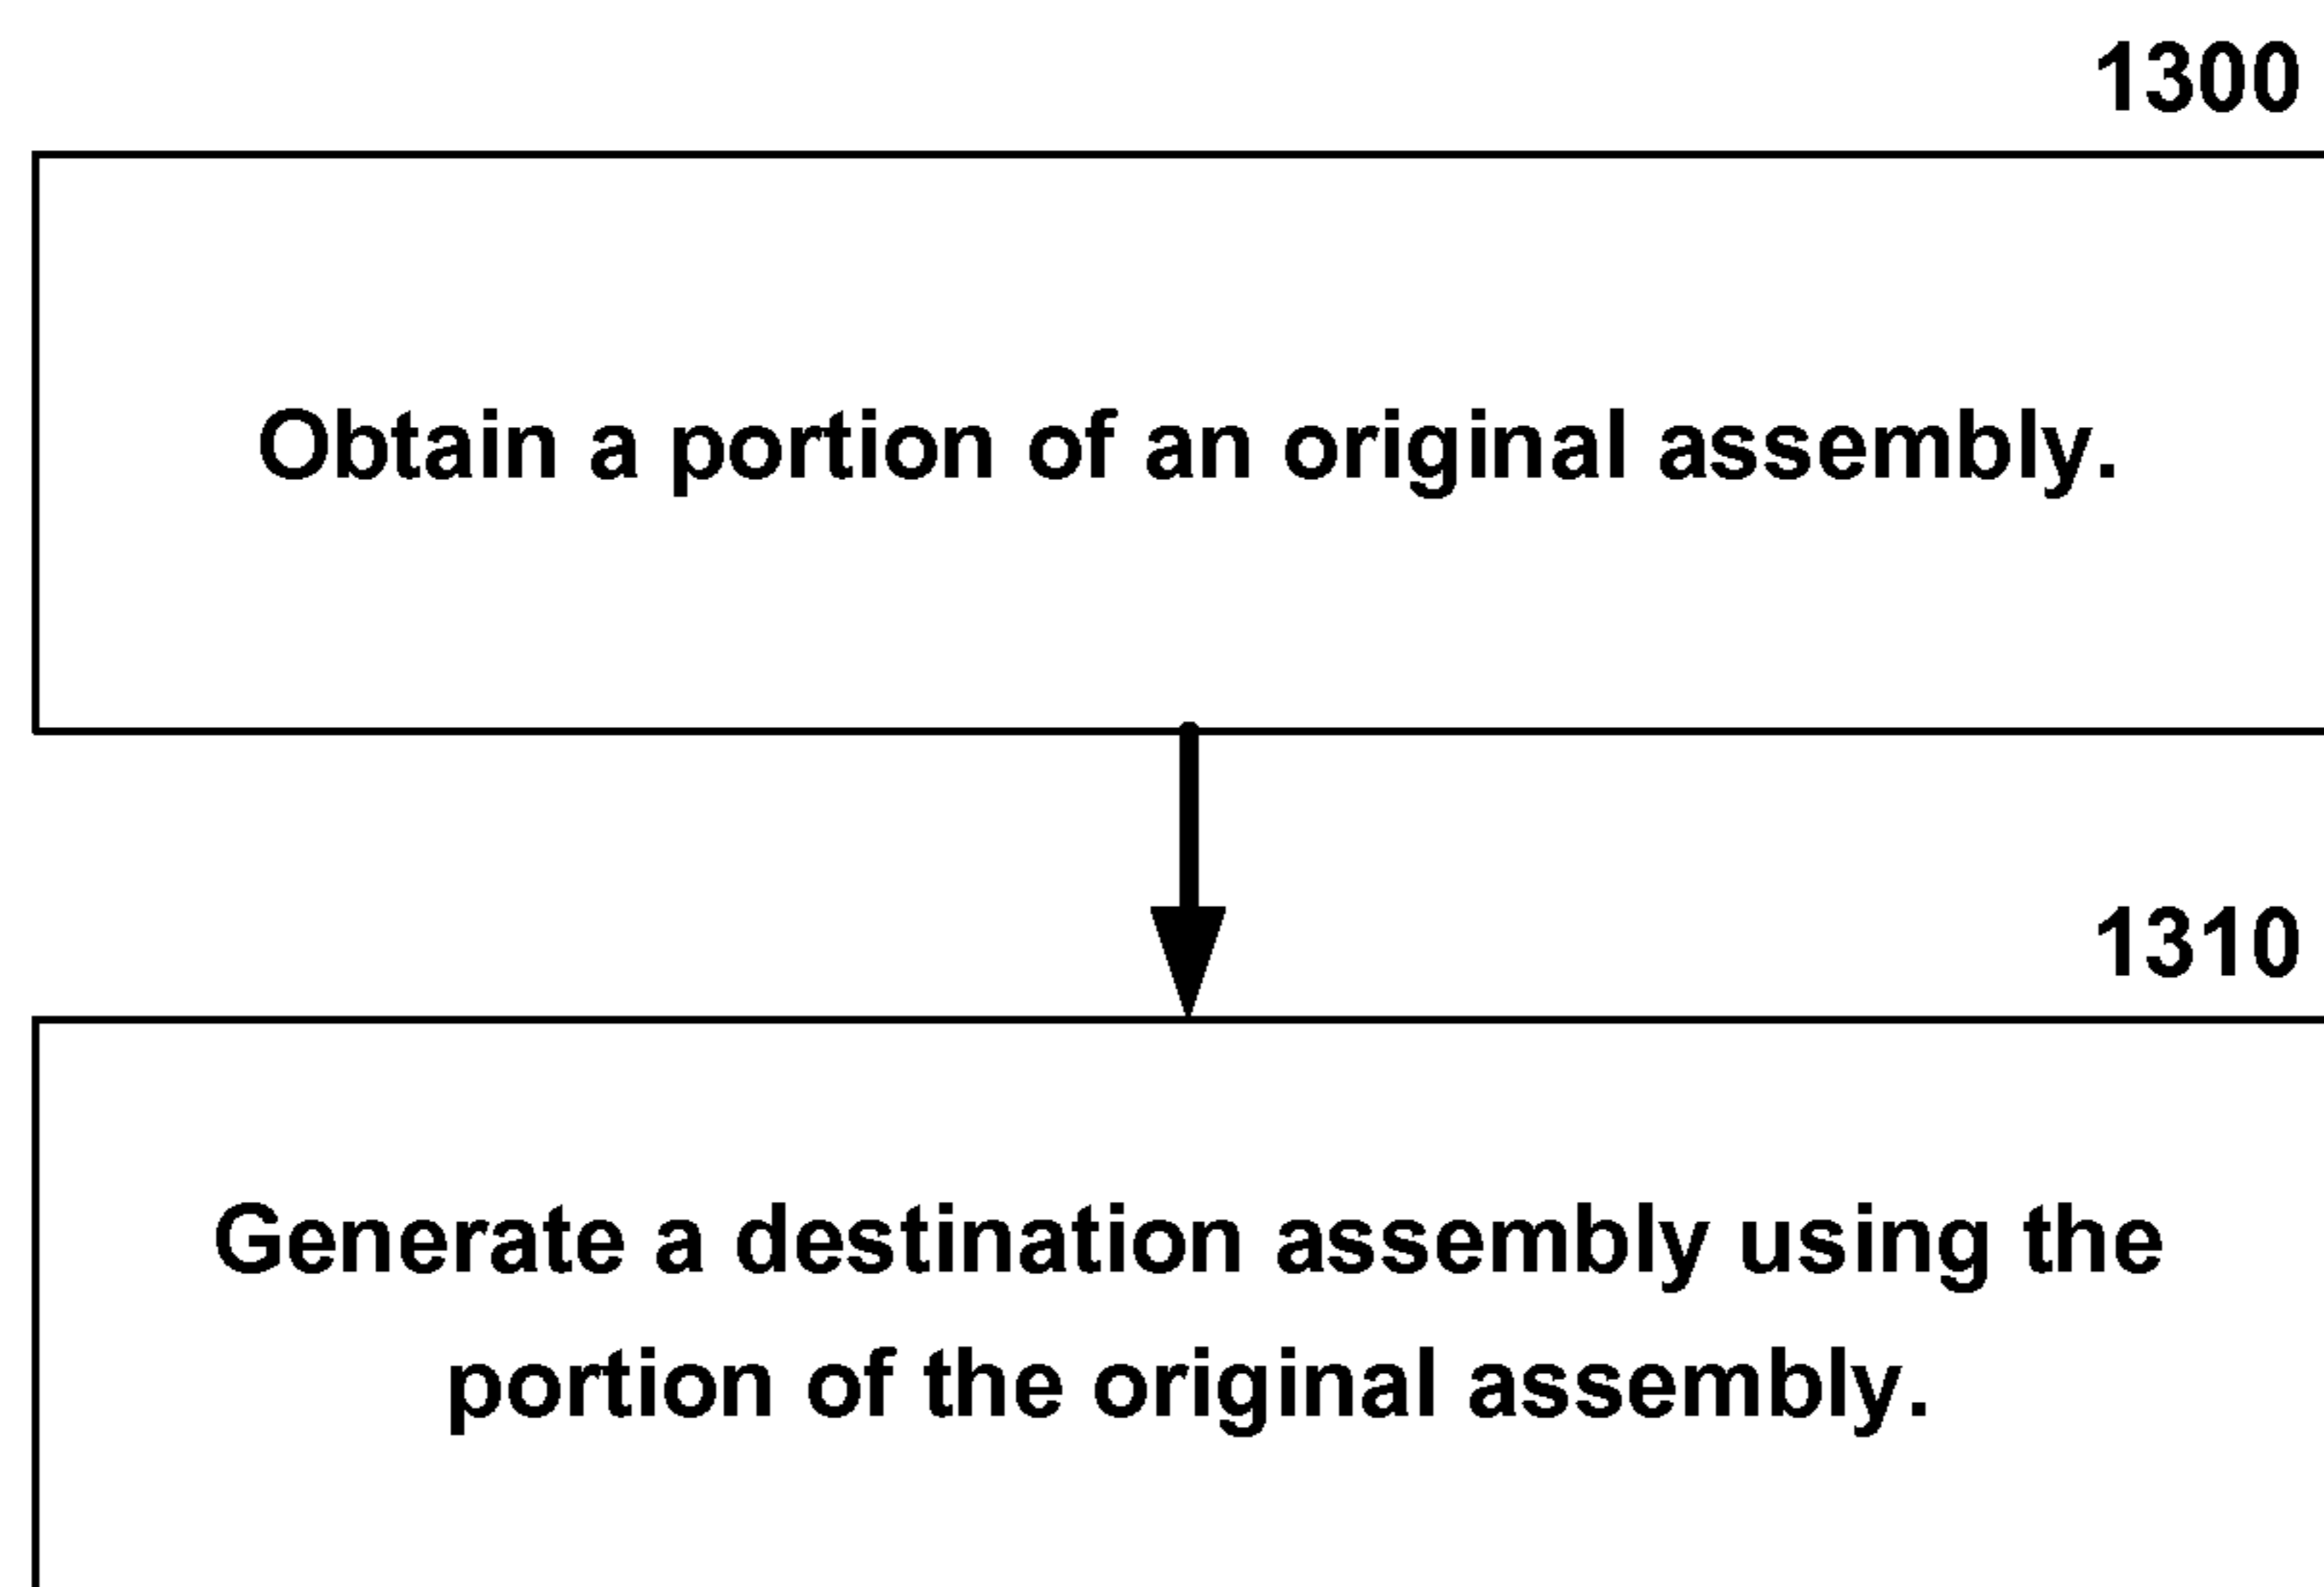 1300
Obtain a portion of an original assembly.
1310
Generate a destination assembly using the
portion of the original assembly.